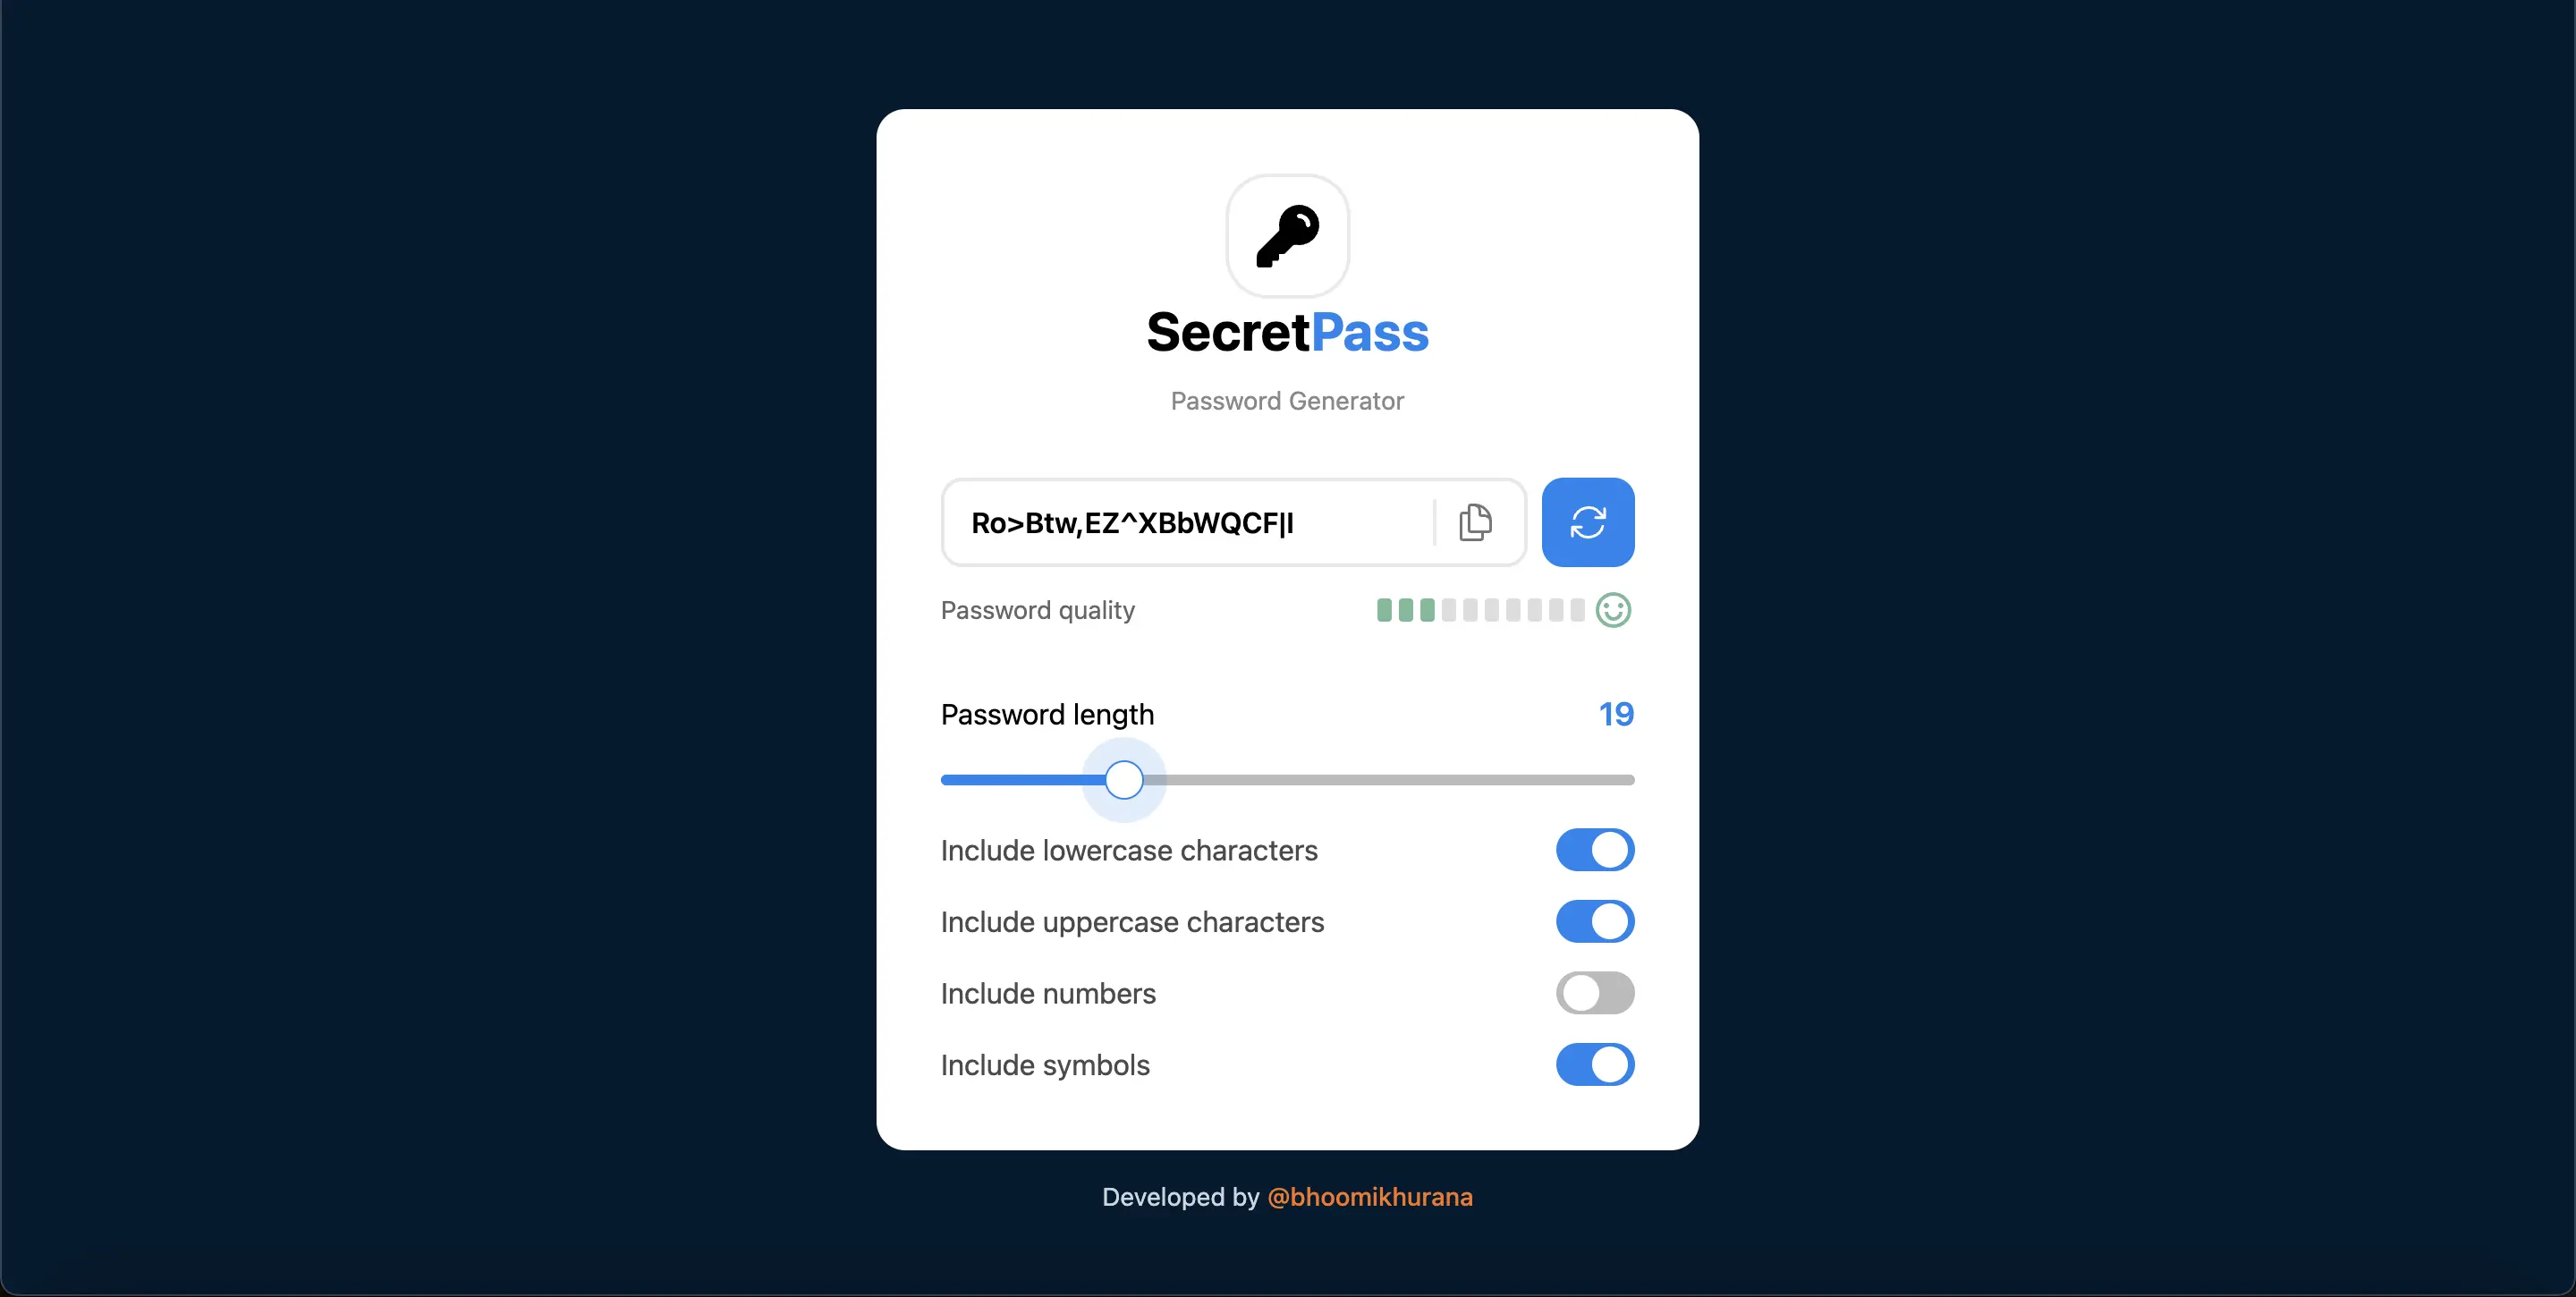 SecretPass
Password Generator
Ro>Btw,EZ^XBbWQCF|I
Password quality
Password length 19
Include lowercase characters
Include uppercase characters
Include numbers
Include symbols
Developed by @bhoomikhurana